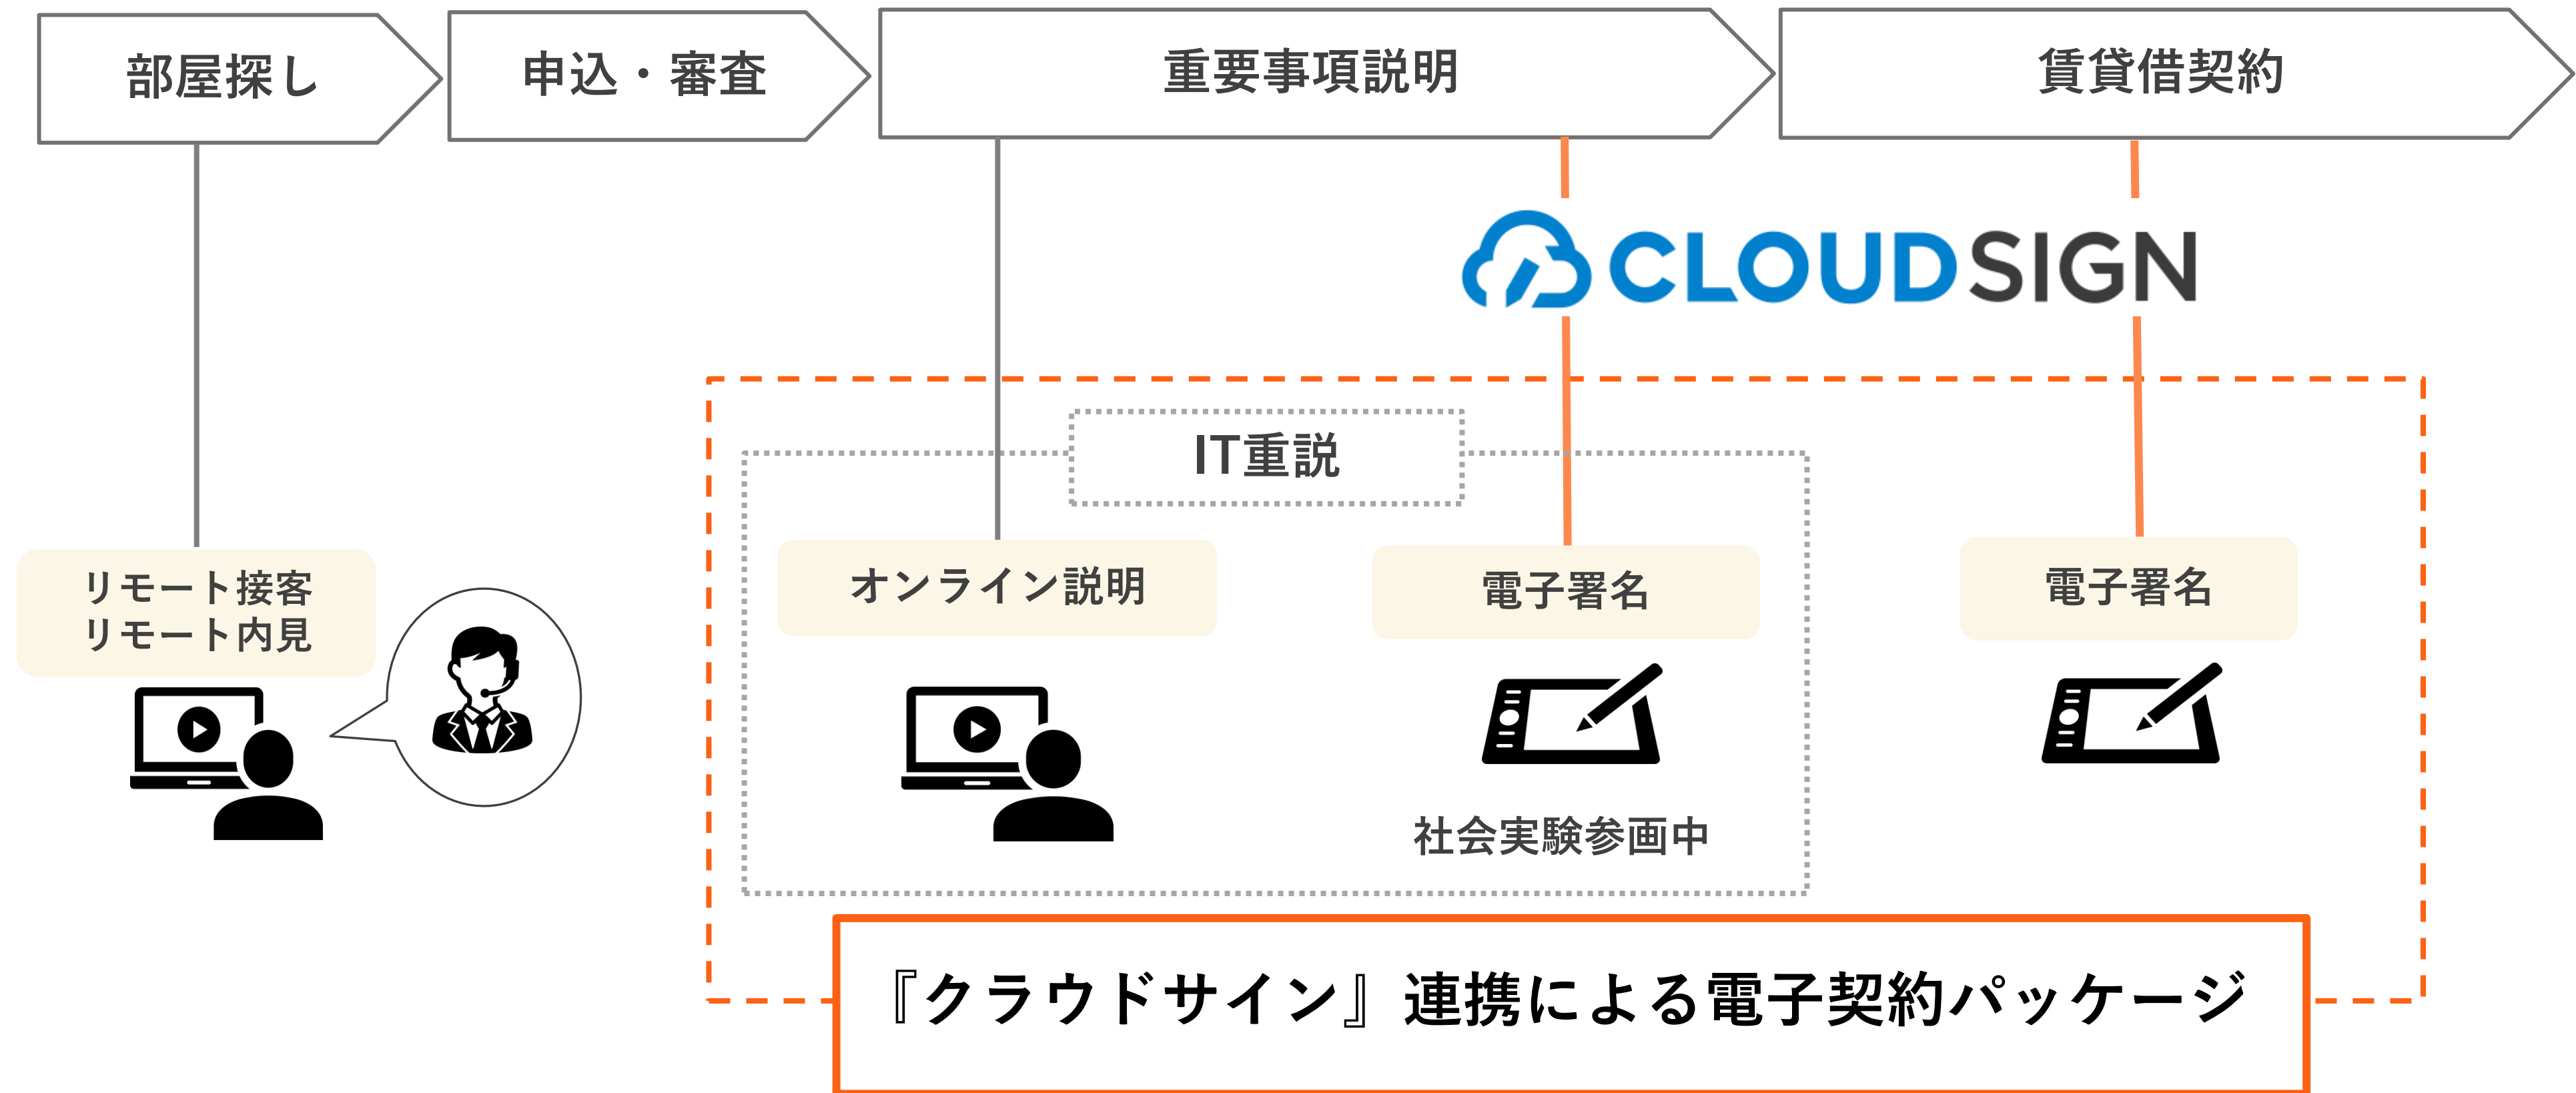 部屋探し
申込・審査
重要事項説明
賃貸借契約
CLOUDSIGN
IT重説
リモート接客
リモート内見
オンライン説明
電子署名
電子署名
社会実験参画中
『クラウドサイン』連携による電子契約パッケージ